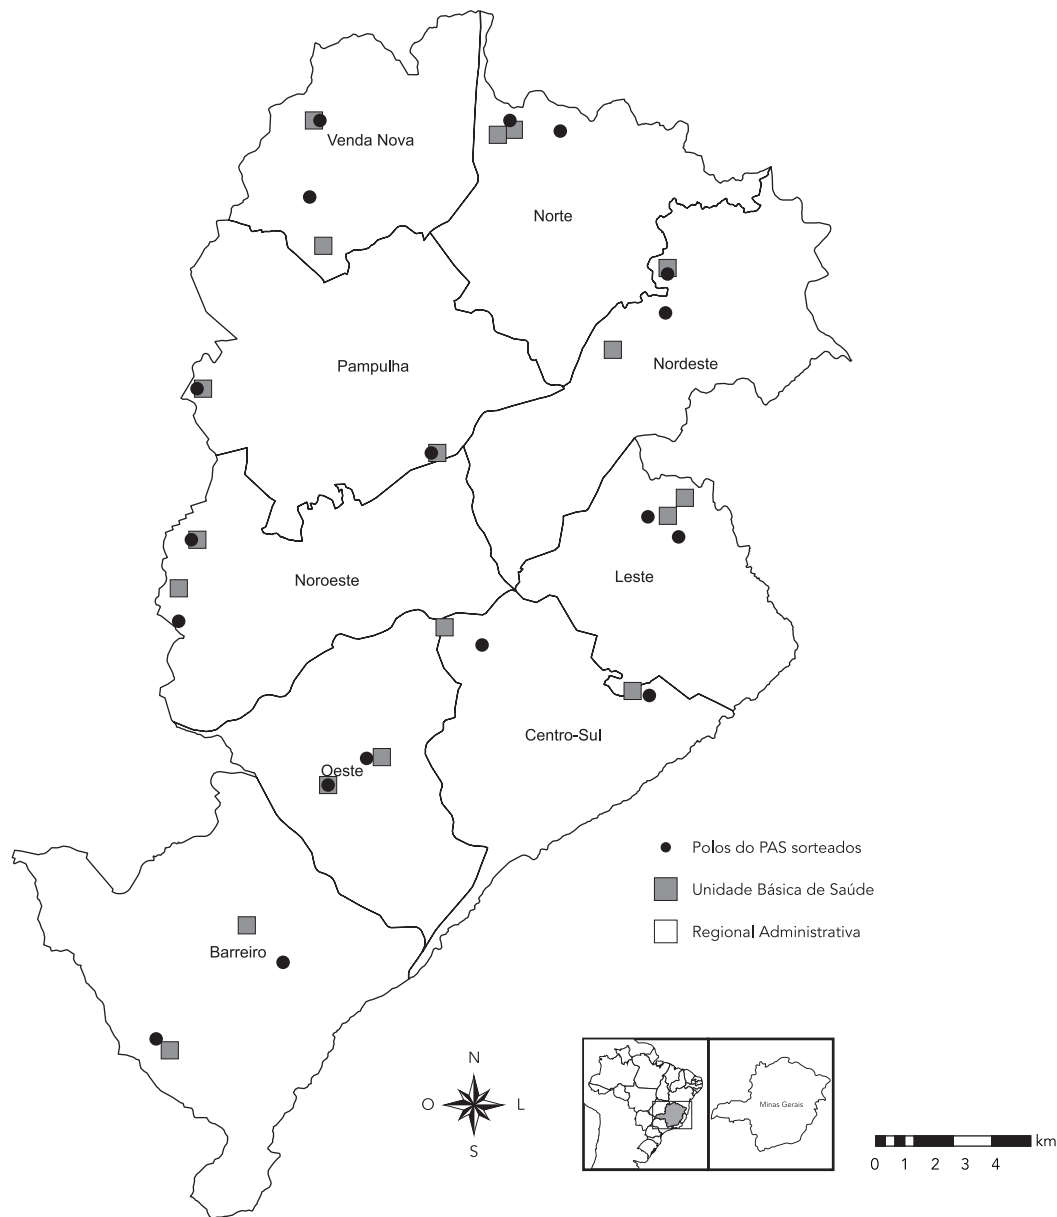 Venda Nova
Norte
Pampulha
Nordeste
Noroeste
Leste
Centro-Sul
Oeste
Polos do PAS sorteados
Unidade Básica de Saúde
Regional Administrativa
Barreiro
N
O
L
S
Minas Gerais
km
0 1 2 3 4